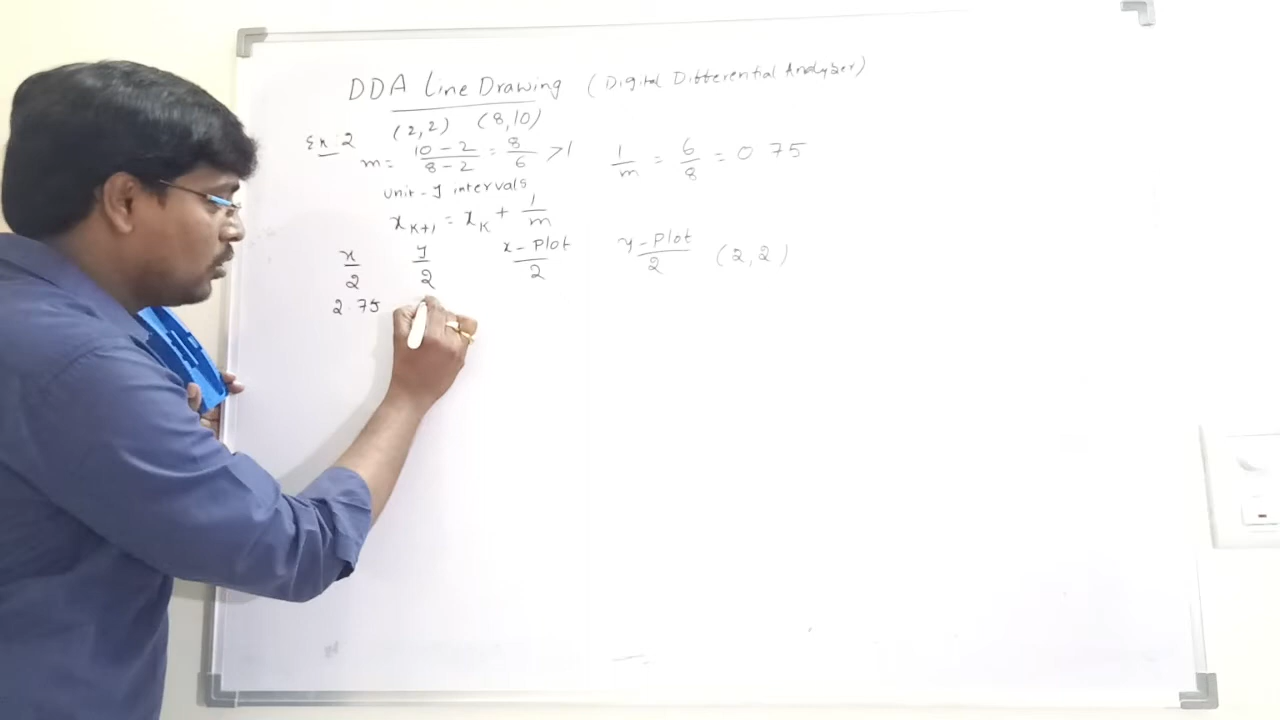 DDA Line Drawing (Digital Differential Analyzer)
Ex: 2 (2,2) (8,10)
m = 10 - 2 / 8 - 2 = 8 / 6 > 1 1/m = 6/8 = 0.75
Unit - y intervals
x K+1 = x K + 1/m
x y x - Plot y - Plot
2 2 2 2 (2, 2)
2.75